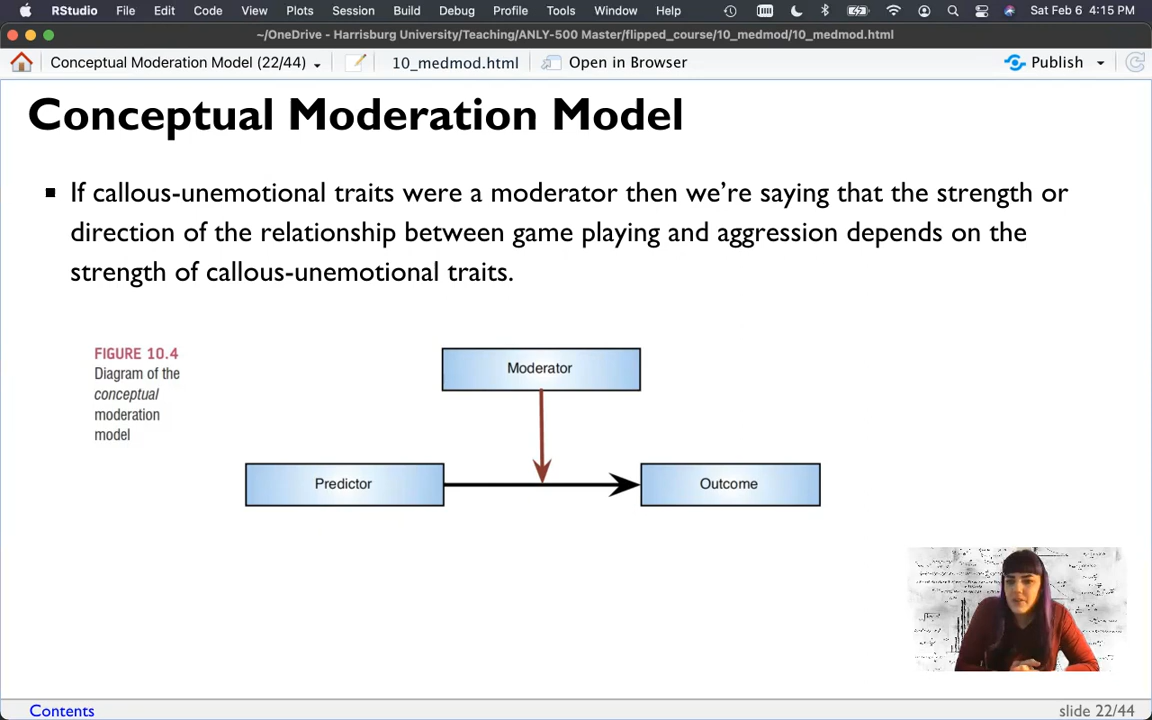 RStudio File Edit Code View Plots Session Build Debug Profile Tools Window Help Sat Feb 6 4:15 PM
~/OneDrive - Harrisburg University/Teaching/ANLY-500 Master/flipped_course/10_medmod/10_medmod.html
Conceptual Moderation Model (22/44) 10_medmod.html Open in Browser Publish
Conceptual Moderation Model
If callous-unemotional traits were a moderator then we're saying that the strength or
direction of the relationship between game playing and aggression depends on the
strength of callous-unemotional traits.
FIGURE 10.4
Diagram of the
conceptual
moderation
model
Moderator
Predictor
Outcome
Contents
slide 22/44